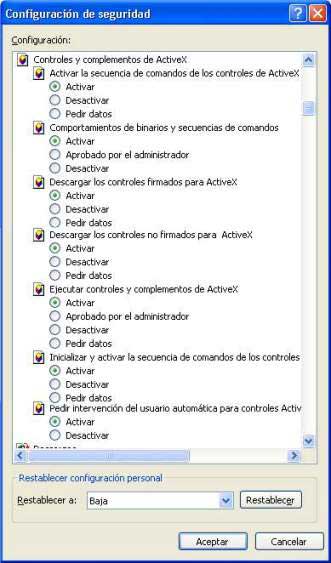 Configuración de seguridad
Configuración:
Controles y complementos de ActiveX
Activar la secuencia de comandos de los controles de ActiveX
Activar
Desactivar
Pedir datos
Comportamientos de binarios y secuencias de comandos
Activar
Aprobado por el administrador
Desactivar
Descargar los controles firmados para ActiveX
Activar
Desactivar
Pedir datos
Descargar los controles no firmados para ActiveX
Activar
Desactivar
Pedir datos
Ejecutar controles y complementos de ActiveX
Activar
Aprobado por el administrador
Desactivar
Pedir datos
Inicializar y activar la secuencia de comandos de los controles
Activar
Desactivar
Pedir datos
Pedir intervención del usuario automática para controles Activ
Activar
Desactivar
Restablecer configuración personal
Restablecer a: Baja Restablecer
Aceptar Cancelar